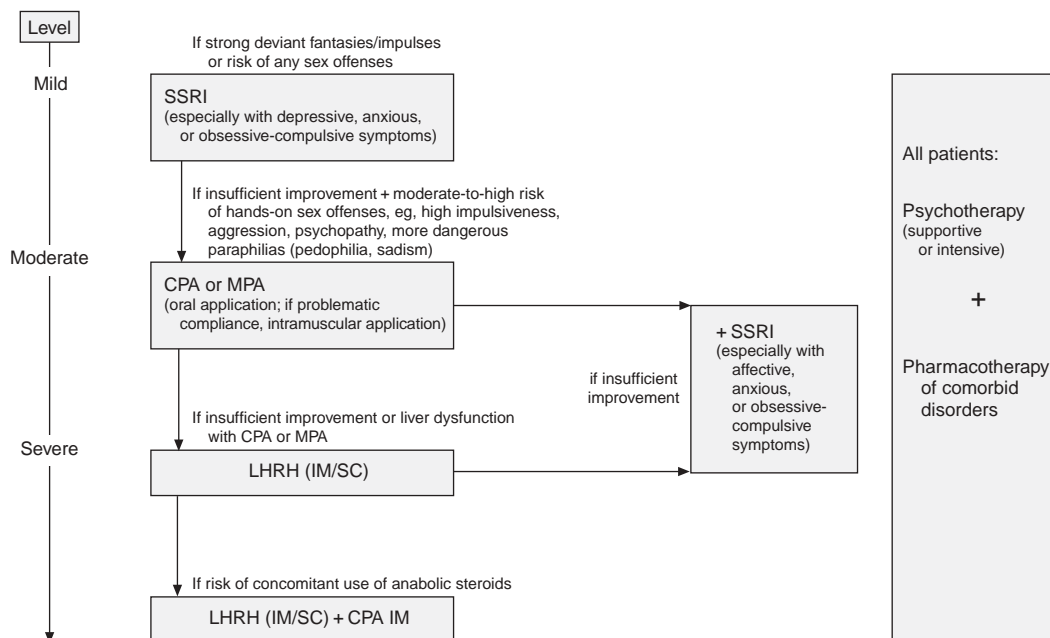 Level
Mild
Moderate
Severe
If strong deviant fantasies/impulses
or risk of any sex offenses
SSRI
(especially with depressive, anxious,
or obsessive-compulsive symptoms)
If insufficient improvement + moderate-to-high risk
of hands-on sex offenses, eg, high impulsiveness,
aggression, psychopathy, more dangerous
paraphilias (pedophilia, sadism)
CPA or MPA
(oral application; if problematic
compliance, intramuscular application)
If insufficient improvement or liver dysfunction
with CPA or MPA
LHRH (IM/SC)
If risk of concomitant use of anabolic steroids
LHRH (IM/SC) + CPA IM
if insufficient
improvement
+ SSRI
(especially with
affective,
anxious,
or obsessive-
compulsive
symptoms)
All patients:
Psychotherapy
(supportive
or intensive)
+
Pharmacotherapy
of comorbid
disorders